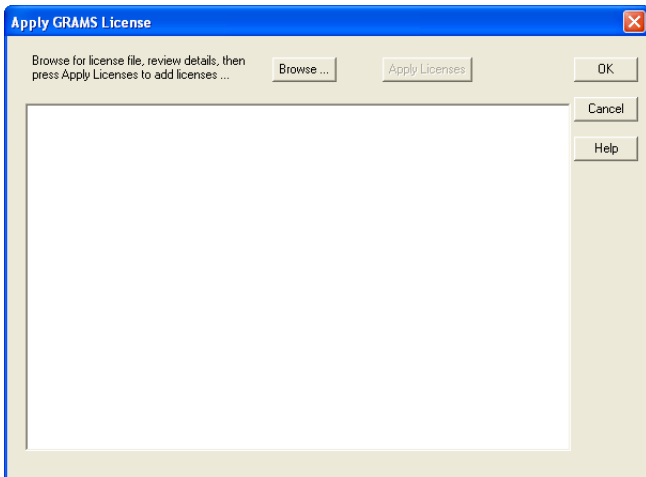 Apply GRAMS License
Browse for license file, review details, then
press Apply Licenses to add licenses ...
Browse ...
Apply Licenses
OK
Cancel
Help